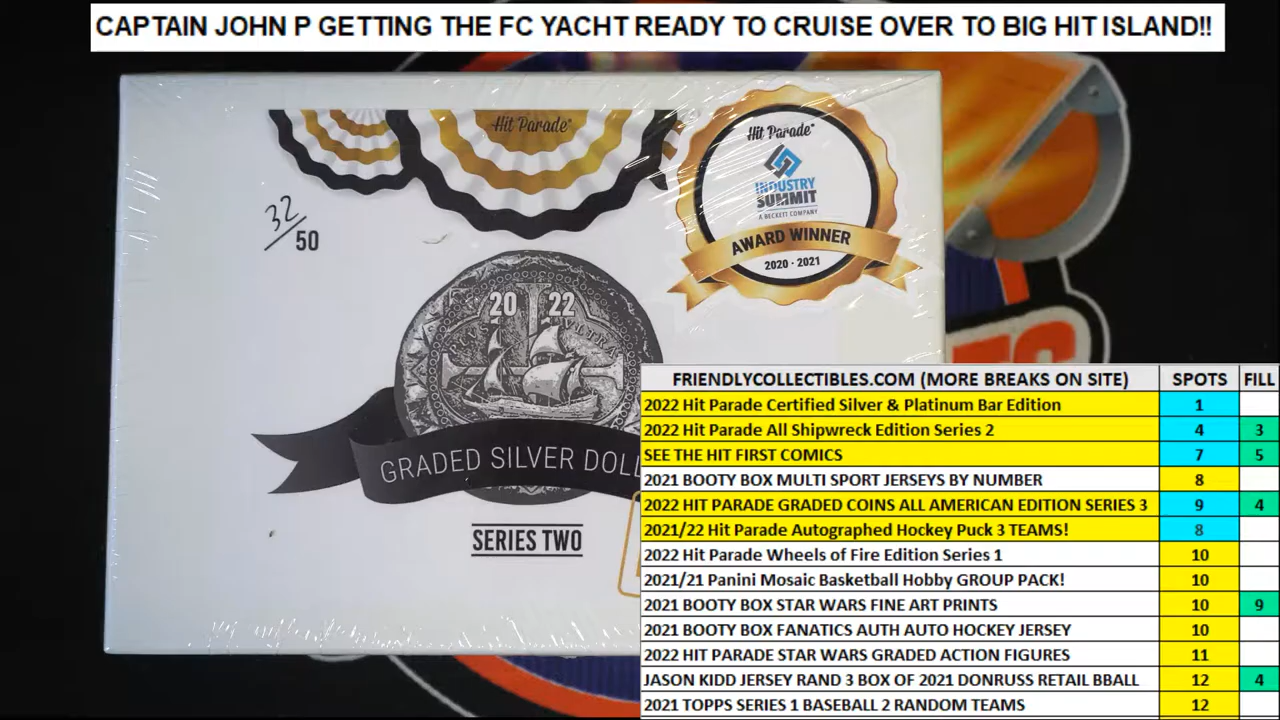 CAPTAIN JOHN P GETTING THE FC YACHT READY TO CRUISE OVER TO BIG HIT ISLAND!!
Hit Parade®
Hit Parade®
INDUSTRY
SUMMIT
A BECKETT COMPANY
AWARD WINNER
2020 · 2021
32/50
20 22
PLVS VLTRA
GRADED SILVER DOLL
SERIES TWO
FRIENDLYCOLLECTIBLES.COM (MORE BREAKS ON SITE) SPOTS FILL
2022 Hit Parade Certified Silver & Platinum Bar Edition 1
2022 Hit Parade All Shipwreck Edition Series 2 4 3
SEE THE HIT FIRST COMICS 7 5
2021 BOOTY BOX MULTI SPORT JERSEYS BY NUMBER 8
2022 HIT PARADE GRADED COINS ALL AMERICAN EDITION SERIES 3 9 4
2021/22 Hit Parade Autographed Hockey Puck 3 TEAMS! 8
2022 Hit Parade Wheels of Fire Edition Series 1 10
2021/21 Panini Mosaic Basketball Hobby GROUP PACK! 10
2021 BOOTY BOX STAR WARS FINE ART PRINTS 10 9
2021 BOOTY BOX FANATICS AUTH AUTO HOCKEY JERSEY 10
2022 HIT PARADE STAR WARS GRADED ACTION FIGURES 11
JASON KIDD JERSEY RAND 3 BOX OF 2021 DONRUSS RETAIL BBALL 12 4
2021 TOPPS SERIES 1 BASEBALL 2 RANDOM TEAMS 12